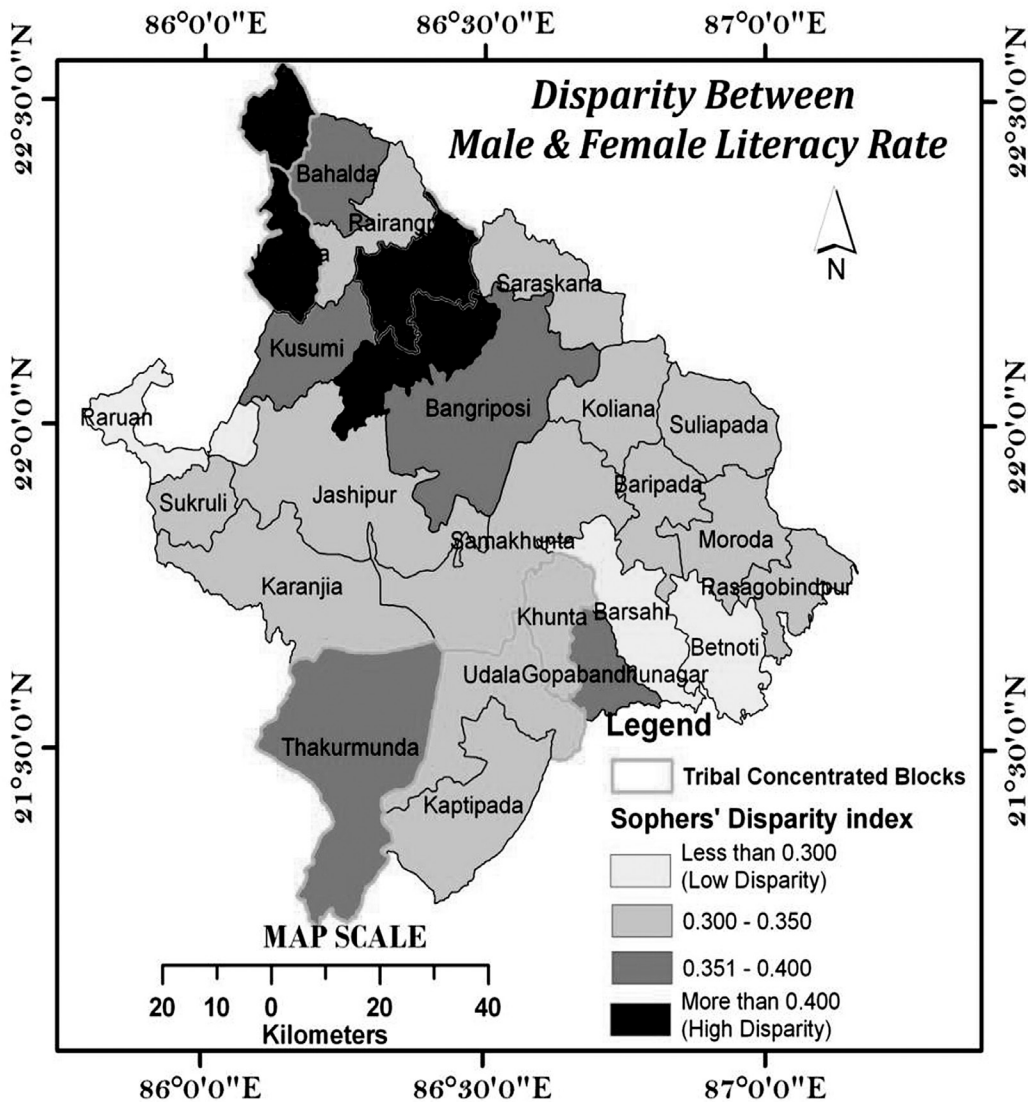 86°0'0"E
86°30'0"E
87°0'0"E
22°30'0"N
22°30'0"N
Disparity Between
Male & Female Literacy Rate
Bahalda
N
Saraskana
Kusumi
Raruan
Bangriposi
Koliana
Suliapada
22°0'0"N
22°0'0"N
Sukruli
Jashipur
Baripada
Samakhunta
Moroda
Karanjia
Rasagobindpur
Khunta
Barsahi
Betnoti
Udala
Gopabandhunagar
21°30'0"N
21°30'0"N
Thakurmunda
Kaptipada
Legend
Tribal Concentrated Blocks
Sophers' Disparity index
Less than 0.300
(Low Disparity)
0.300 - 0.350
0.351 - 0.400
More than 0.400
(High Disparity)
MAP SCALE
20 10 0 20 40
Kilometers
86°0'0"E
86°30'0"E
87°0'0"E